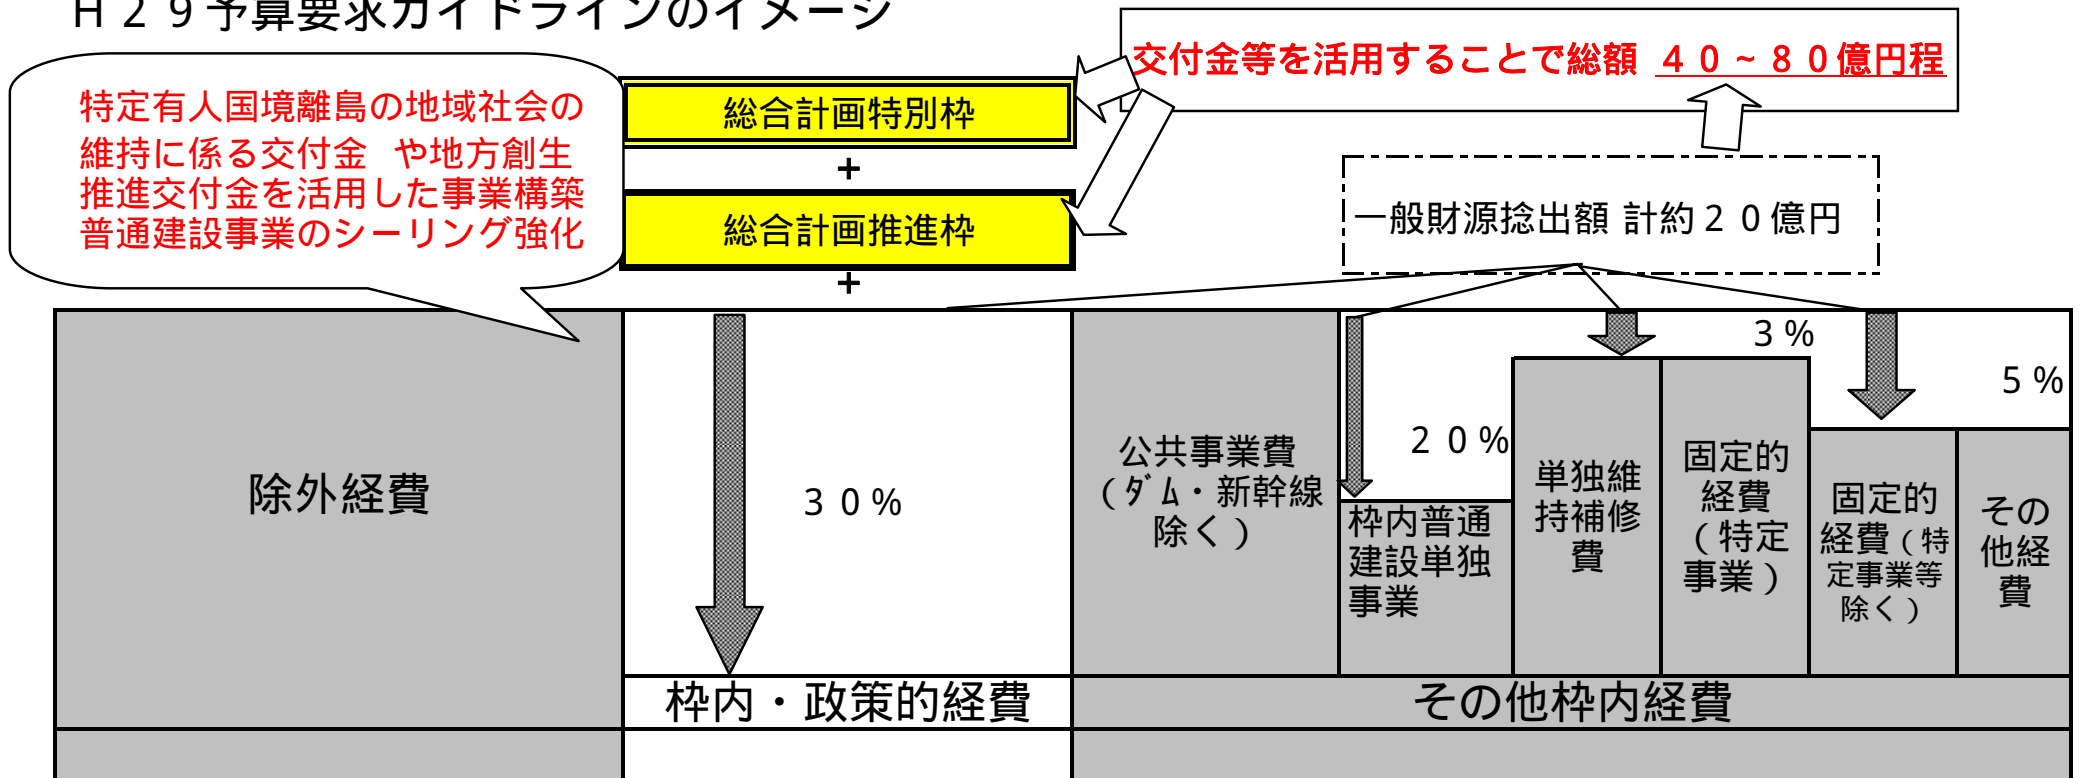 Ｈ２９予算要求ガイドラインのイメージ
交付金等を活用することで総額 ４０~８０億円程
特定有人国境離島の地域社会の
維持に係る交付金 や地方創生
推進交付金を活用した事業構築
普通建設事業のシーリング強化
総合計画特別枠
+
総合計画推進枠
+
一般財源捻出額 計約２０億円
除外経費
３０%
枠内・政策的経費
公共事業費
（ダム・新幹線
除く）
２０%
枠内普通
建設単独
事業
３%
単独維
持補修
費
固定的
経費
（特定
事業）
５%
固定的
経費（特
定事業等
除く）
その
他経
費
その他枠内経費